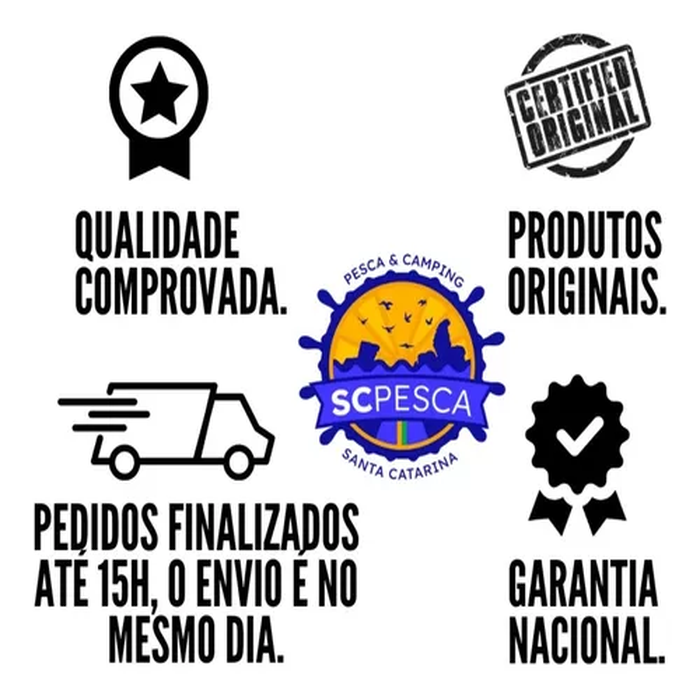 CERTIFIED
ORIGINAL
QUALIDADE
COMPROVADA.
PRODUTOS
ORIGINAIS.
PESCA & CAMPING
SCPESCA
SANTA CATARINA
PEDIDOS FINALIZADOS
ATÉ 15H, O ENVIO É NO
MESMO DIA.
GARANTIA
NACIONAL.